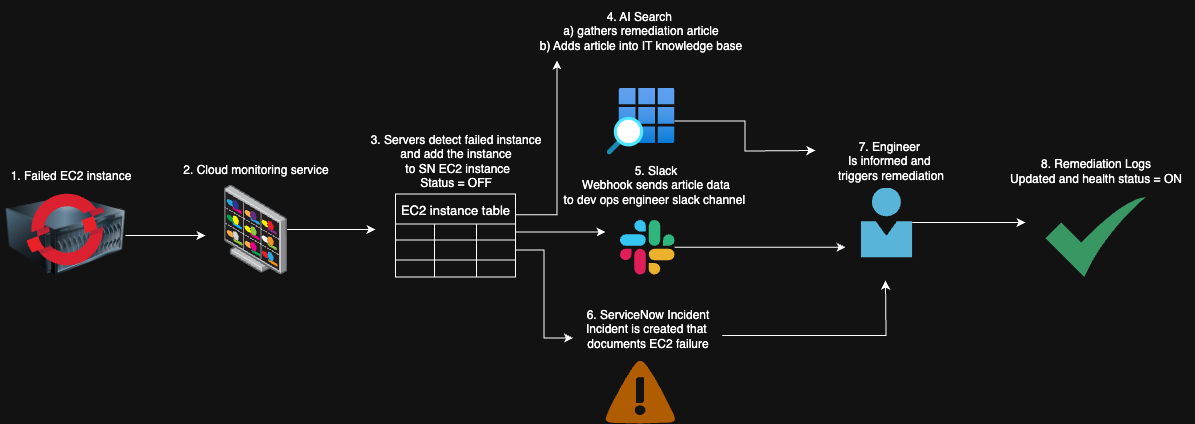 1. Failed EC2 instance
2. Cloud monitoring service
3. Servers detect failed instance
and add the instance
to SN EC2 instance
Status = OFF
EC2 instance table
4. AI Search
a) gathers remediation article
b) Adds article into IT knowledge base
5. Slack
Webhook sends article data
to dev ops engineer slack channel
6. ServiceNow Incident
Incident is created that
documents EC2 failure
7. Engineer
Is informed and
triggers remediation
8. Remediation Logs
Updated and health status = ON